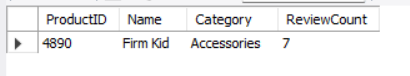 ProductID Name Category ReviewCount
4890 Firm Kid Accessories 7